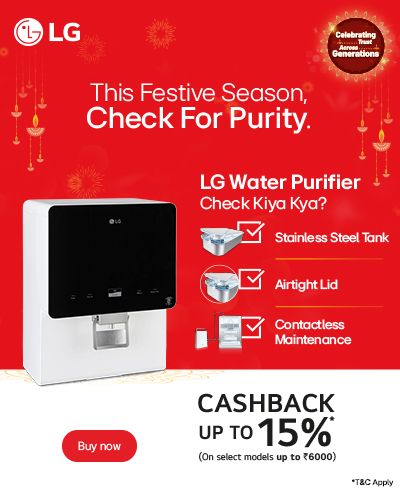 LG
Celebrating
Trust
Across
Generations
This Festive Season,
Check For Purity.
LG Water Purifier
Check Kiya Kya?
LG
Stainless Steel Tank
Airtight Lid
Contactless
Maintenance
CASHBACK
UP TO 15%*
(On select models up to ₹6000)
Buy now
*T&C Apply